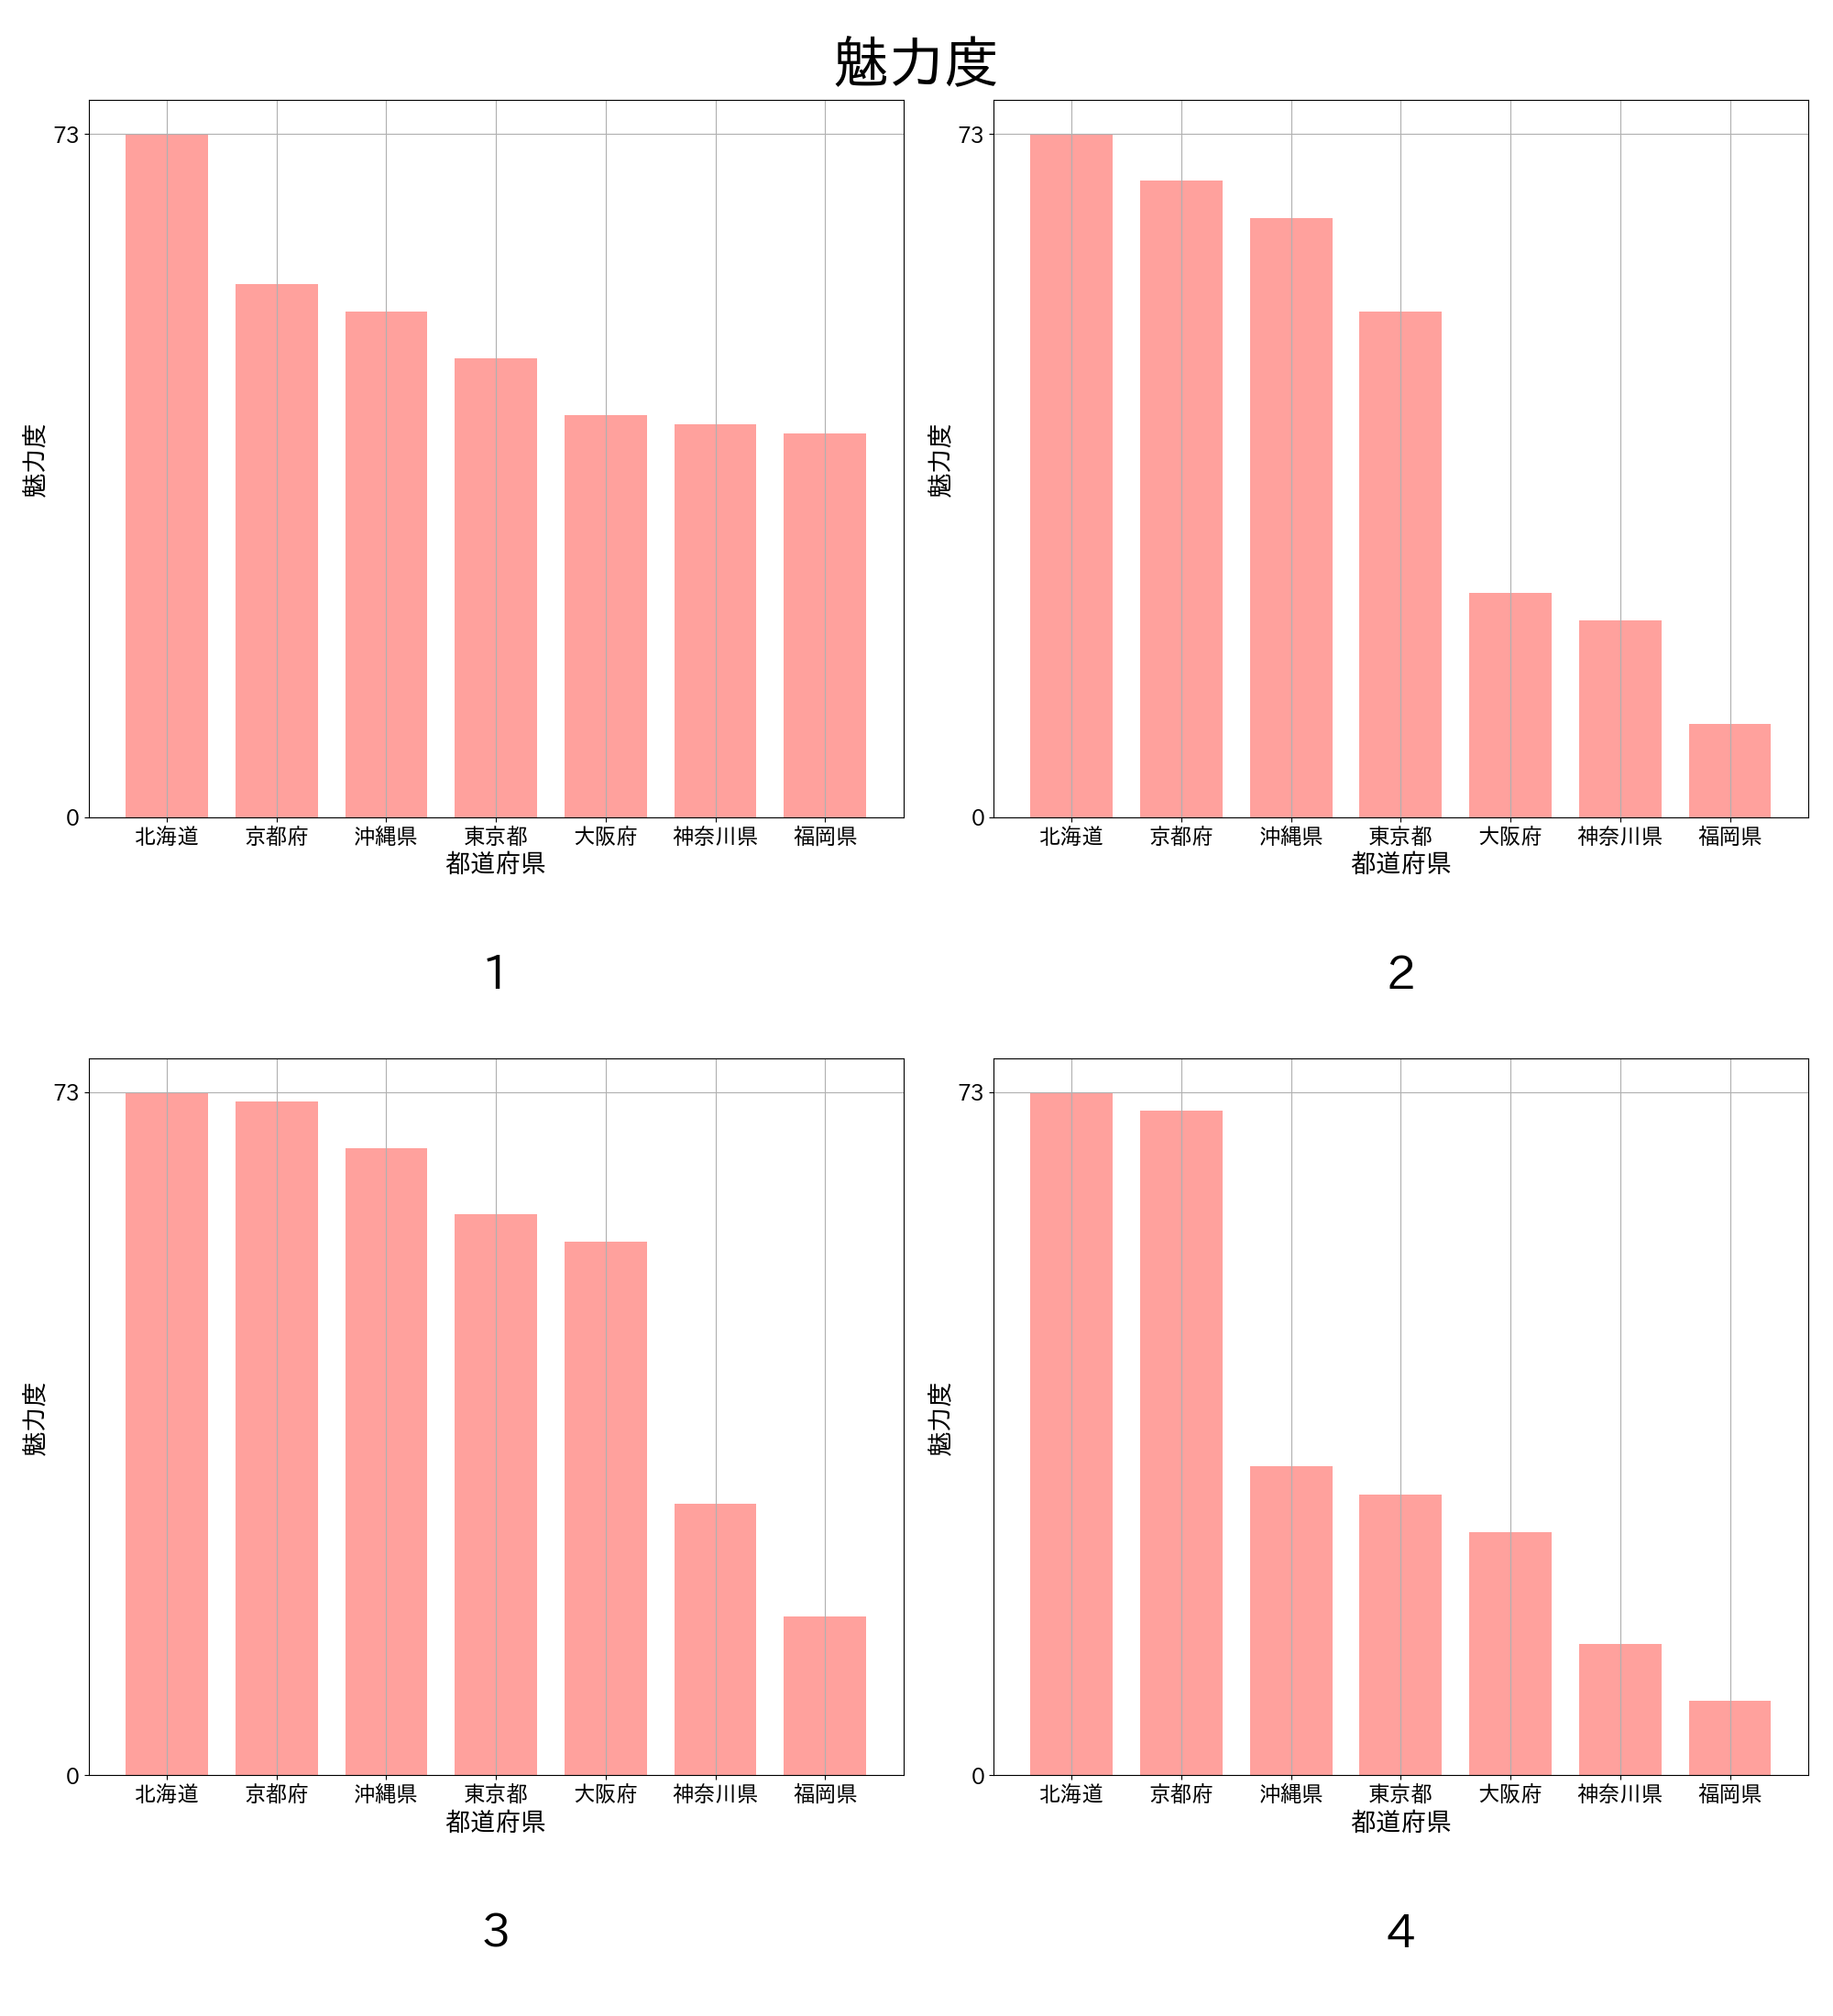 魅力度
73
魅力度
0
北海道 京都府 沖縄県 東京都 大阪府 神奈川県 福岡県
都道府県
1
73
魅力度
0
北海道 京都府 沖縄県 東京都 大阪府 神奈川県 福岡県
都道府県
2
73
魅力度
0
北海道 京都府 沖縄県 東京都 大阪府 神奈川県 福岡県
都道府県
3
73
魅力度
0
北海道 京都府 沖縄県 東京都 大阪府 神奈川県 福岡県
都道府県
4